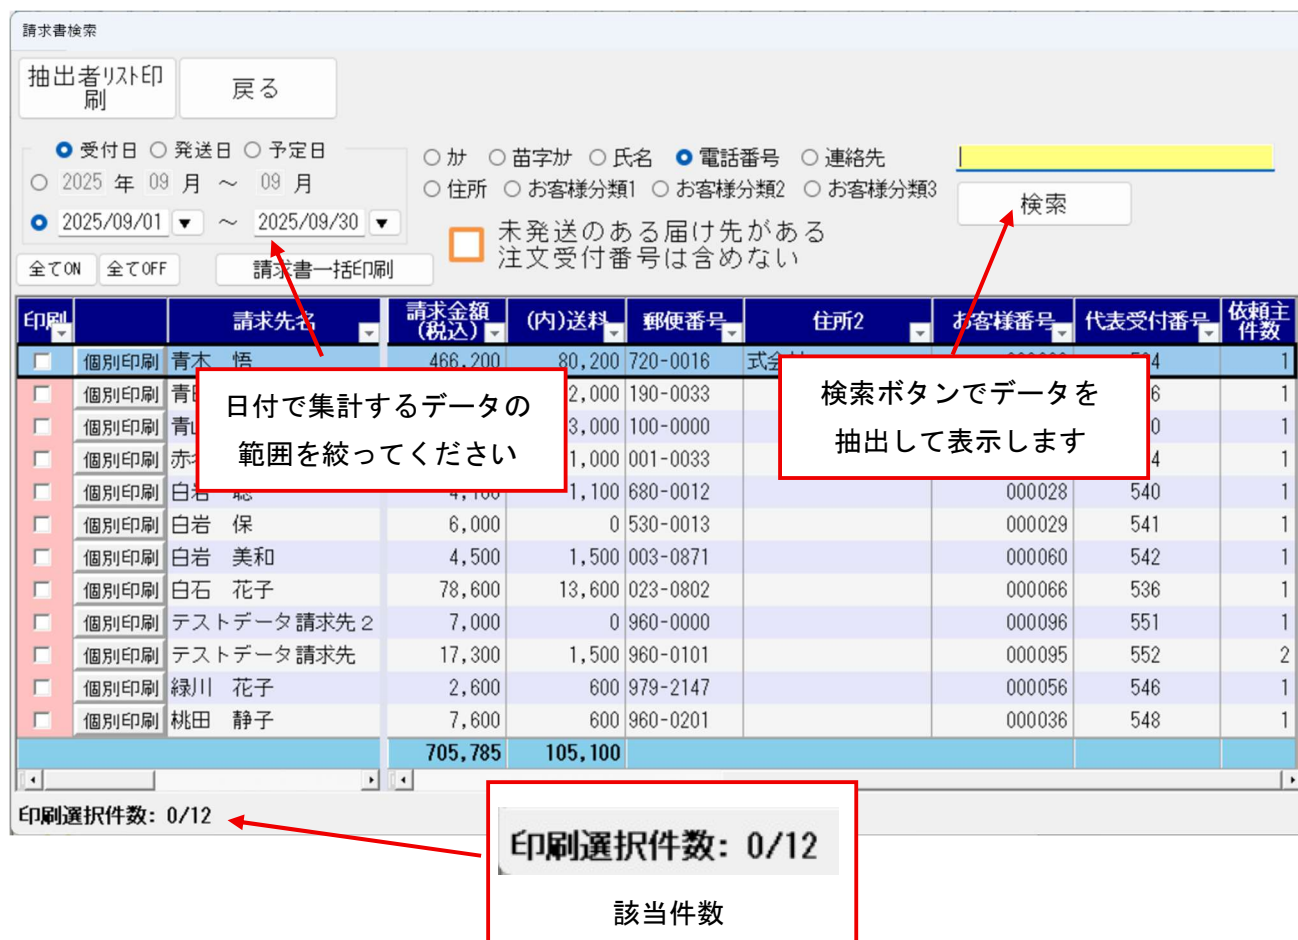 請求書検索
抽出者リスト印刷
戻る
受付日 発送日 予定日
2025 年 09 月 ～ 09 月
2025/09/01 ～ 2025/09/30
カナ 苗字カナ 氏名 電話番号 連絡先
住所 お客様分類1 お客様分類2 お客様分類3
検索
未発送のある届け先がある
注文受付番号は含めない
全てON 全てOFF 請求書一括印刷
印刷 請求先名 請求金額(税込) (内)送料 郵便番号 住所2 お客様番号 代表受付番号 依頼主件数
個別印刷 青木 悟 466,200 80,200 720-0016 1
個別印刷 2,000 190-0033 1
個別印刷 3,000 100-0000 1
個別印刷 1,000 001-0033 1
個別印刷 白岩 1,100 680-0012 000028 540 1
個別印刷 白岩 保 6,000 0 530-0013 000029 541 1
個別印刷 白岩 美和 4,500 1,500 003-0871 000060 542 1
個別印刷 白石 花子 78,600 13,600 023-0802 000066 536 1
個別印刷 テストデータ請求先２ 7,000 0 960-0000 000096 551 1
個別印刷 テストデータ請求先 17,300 1,500 960-0101 000095 552 2
個別印刷 緑川 花子 2,600 600 979-2147 000056 546 1
個別印刷 桃田 静子 7,600 600 960-0201 000036 548 1
705,785 105,100
印刷選択件数: 0/12
日付で集計するデータの
範囲を絞ってください
検索ボタンでデータを
抽出して表示します
印刷選択件数: 0/12
該当件数